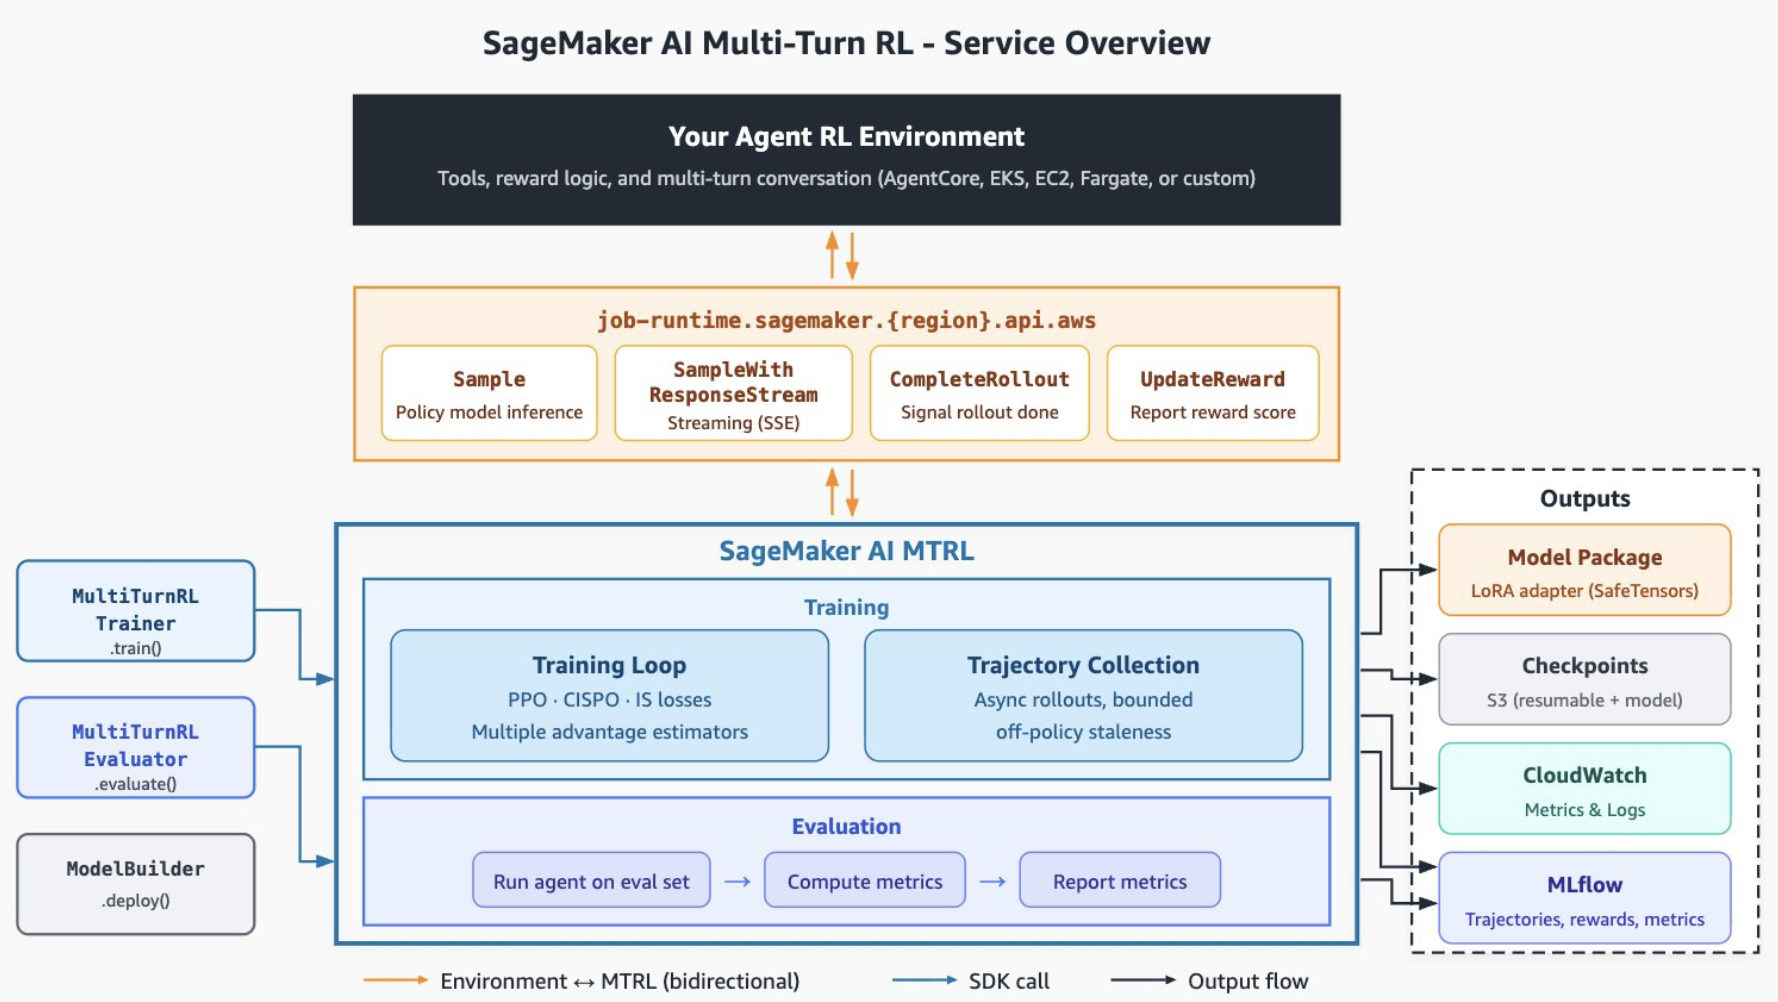 SageMaker AI Multi-Turn RL - Service Overview
Your Agent RL Environment
Tools, reward logic, and multi-turn conversation (AgentCore, EKS, EC2, Fargate, or custom)
job-runtime.sagemaker.{region}.api.aws
Sample
Policy model inference
SampleWith
ResponseStream
Streaming (SSE)
CompleteRollout
Signal rollout done
UpdateReward
Report reward score
MultiTurnRL
Trainer
.train()
MultiTurnRL
Evaluator
.evaluate()
ModelBuilder
.deploy()
SageMaker AI MTRL
Training
Training Loop
PPO · CISPO · IS losses
Multiple advantage estimators
Trajectory Collection
Async rollouts, bounded
off-policy staleness
Evaluation
Run agent on eval set → Compute metrics → Report metrics
Outputs
Model Package
LoRA adapter (SafeTensors)
Checkpoints
S3 (resumable + model)
CloudWatch
Metrics & Logs
MLflow
Trajectories, rewards, metrics
Environment ↔ MTRL (bidirectional)
SDK call
Output flow